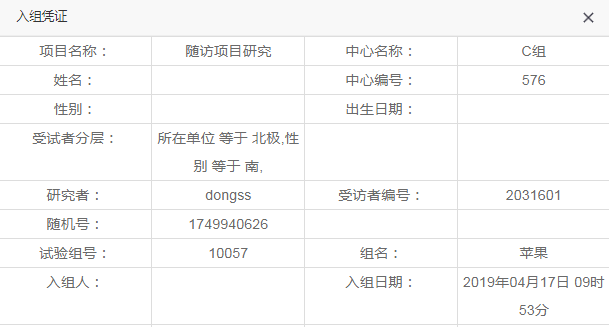 入组凭证 ×
项目名称： 随访项目研究 中心名称： C组
姓名： 中心编号： 576
性别： 出生日期：
受试者分层： 所在单位 等于 北极,性
别 等于 南,
研究者： dongss 受访者编号： 2031601
随机号： 1749940626
试验组号： 10057 组名： 苹果
入组人： 入组日期： 2019年04月17日 09时
53分